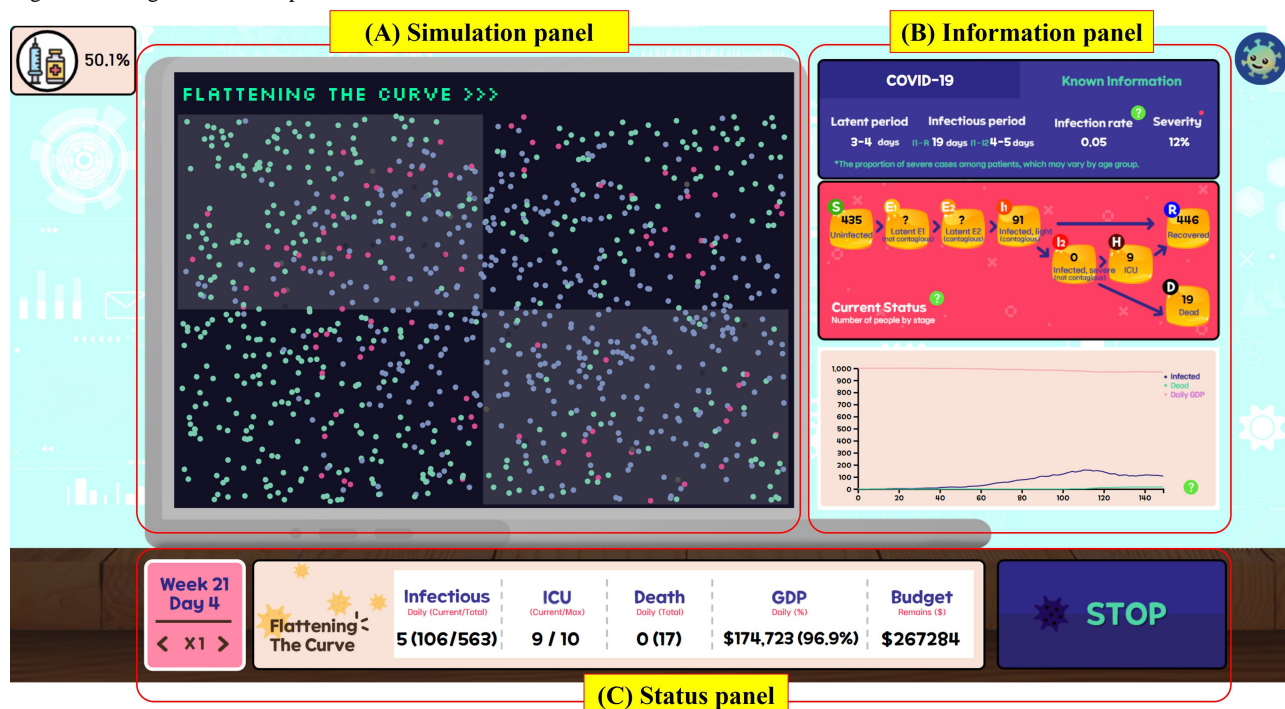 (A) Simulation panel
(B) Information panel
50.1%
FLATTENING THE CURVE >>>
COVID-19
Known Information
Latent period
Infectious period
Infection rate
?
Severity
3-4 days
I1-R 19 days I1-I2 4-5 days
0.05
12%
*The proportion of severe cases among patients, which may vary by age group.
S
435
Uninfected
E1
?
Latent E1
(not contagious)
E2
?
Latent E2
(contagious)
I1
91
Infected, light
(contagious)
R
446
Recovered
I2
0
Infected, severe
(not contagious)
H
9
ICU
D
19
Dead
Current Status
?
Number of people by stage
1,000
900
800
700
600
500
400
300
200
100
0
0 20 40 60 80 100 120 140
Infected
Dead
Daily GDP
?
Week 21
Day 4
< X1 >
Flattening
The Curve
Infectious
Daily (Current/Total)
5 (106/563)
ICU
(Current/Max)
9 / 10
Death
Daily (Total)
0 (17)
GDP
Daily (%)
$174,723 (96.9%)
Budget
Remains ($)
$267284
STOP
(C) Status panel